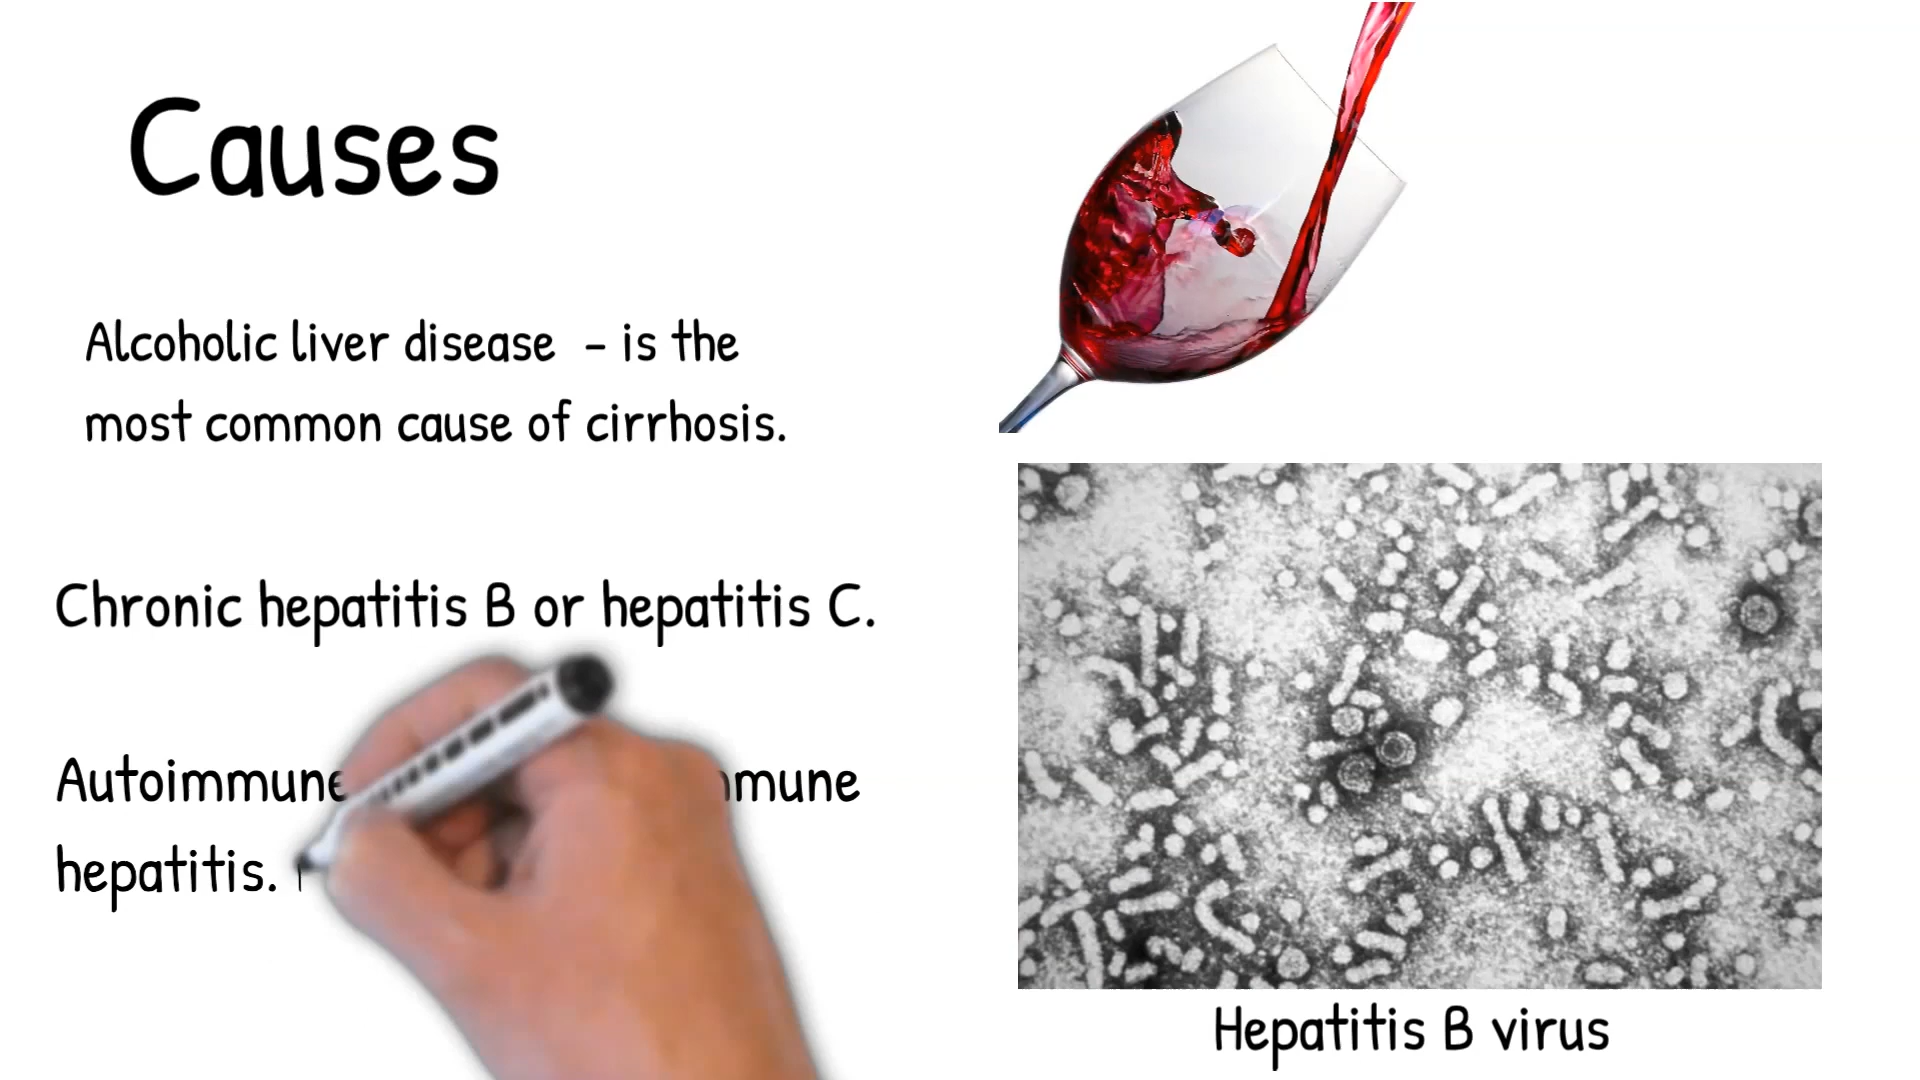 Causes
Alcoholic liver disease - is the
most common cause of cirrhosis.
Chronic hepatitis B or hepatitis C.
Autoimmune
hepatitis.
Hepatitis B virus